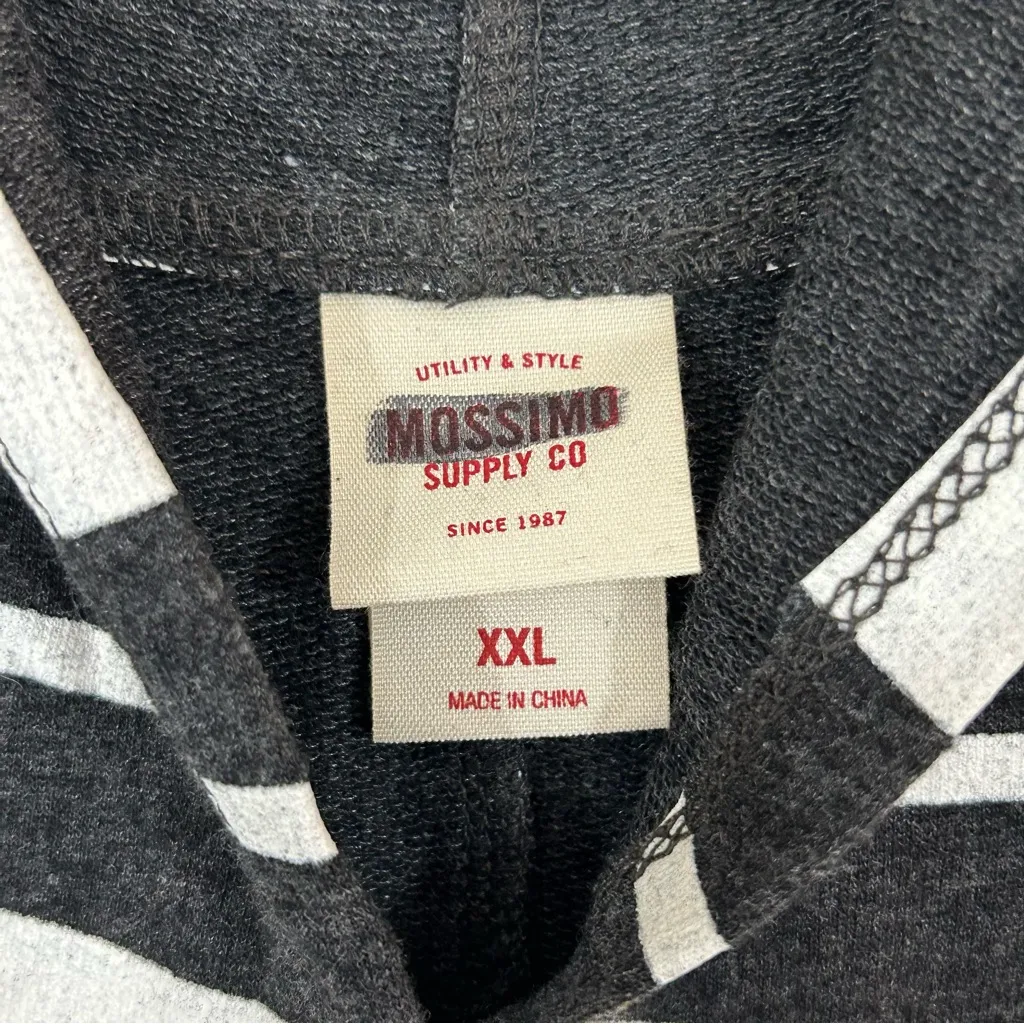 UTILITY & STYLE
MOSSIMO
SUPPLY CO
SINCE 1987
XXL
MADE IN CHINA